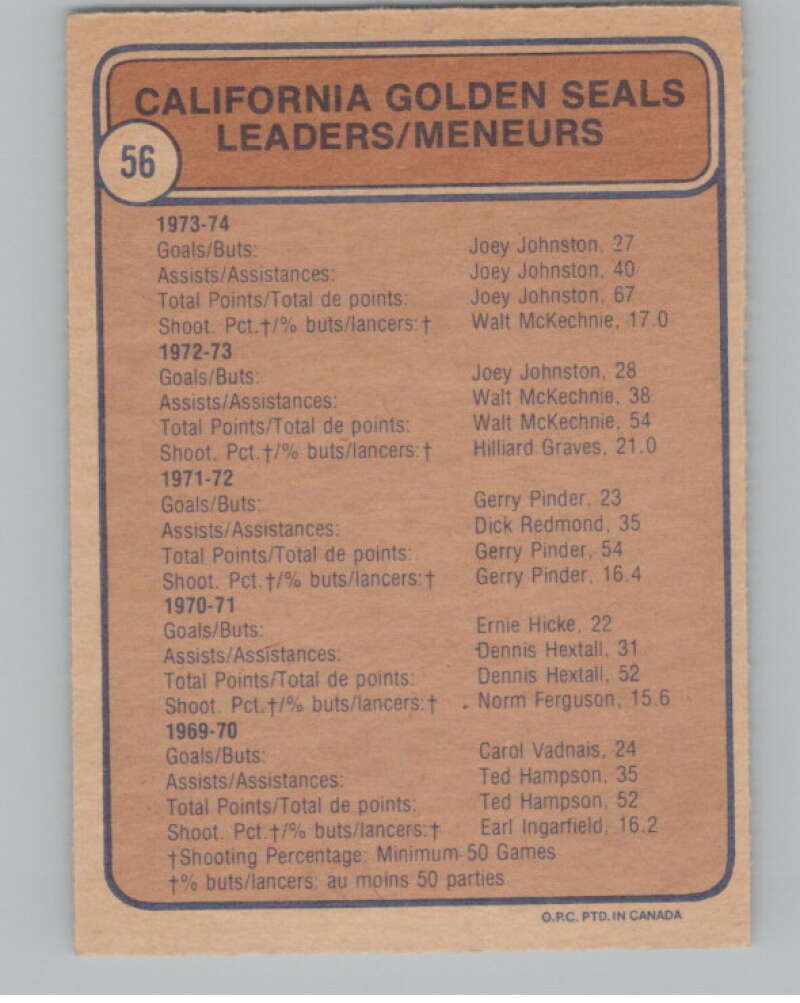 CALIFORNIA GOLDEN SEALS
LEADERS/MENEURS
56
1973-74
Goals/Buts: Joey Johnston, 27
Assists/Assistances: Joey Johnston, 40
Total Points/Total de points: Joey Johnston, 67
Shoot. Pct.†/% buts/lancers:† Walt McKechnie, 17.0
1972-73
Goals/Buts: Joey Johnston, 28
Assists/Assistances: Walt McKechnie, 38
Total Points/Total de points: Walt McKechnie, 54
Shoot. Pct.†/% buts/lancers:† Hilliard Graves, 21.0
1971-72
Goals/Buts: Gerry Pinder, 23
Assists/Assistances: Dick Redmond, 35
Total Points/Total de points: Gerry Pinder, 54
Shoot. Pct.†/% buts/lancers:† Gerry Pinder, 16.4
1970-71
Goals/Buts: Ernie Hicke, 22
Assists/Assistances: Dennis Hextall, 31
Total Points/Total de points: Dennis Hextall, 52
Shoot. Pct.†/% buts/lancers:† Norm Ferguson, 15.6
1969-70
Goals/Buts: Carol Vadnais, 24
Assists/Assistances: Ted Hampson, 35
Total Points/Total de points: Ted Hampson, 52
Shoot. Pct.†/% buts/lancers:† Earl Ingarfield, 16.2
†Shooting Percentage: Minimum 50 Games
†% buts/lancers: au moins 50 parties
O.P.C. PTD. IN CANADA